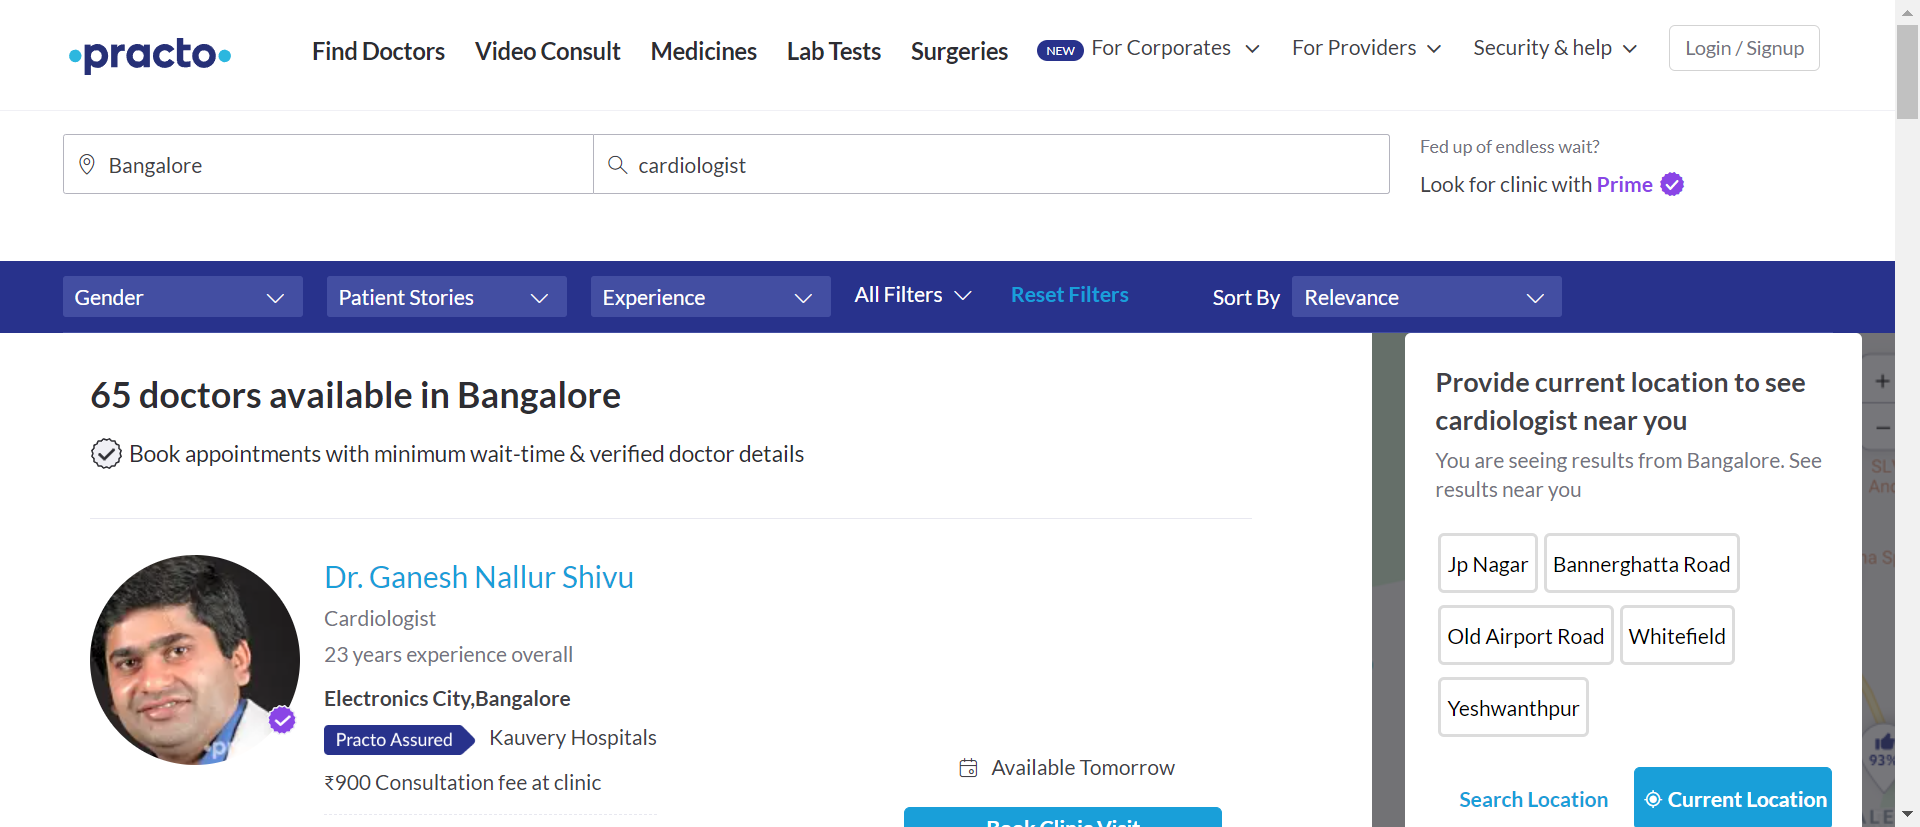 practo
Find Doctors
Video Consult
Medicines
Lab Tests
Surgeries
NEW
For Corporates
For Providers
Security & help
Login / Signup
Bangalore
cardiologist
Fed up of endless wait?
Look for clinic with Prime
Gender
Patient Stories
Experience
All Filters
Reset Filters
Sort By
Relevance
65 doctors available in Bangalore
Book appointments with minimum wait-time & verified doctor details
Dr. Ganesh Nallur Shivu
Cardiologist
23 years experience overall
Electronics City,Bangalore
Practo Assured
Kauvery Hospitals
₹900 Consultation fee at clinic
Available Tomorrow
Book Clinic Visit
Provide current location to see
cardiologist near you
You are seeing results from Bangalore. See
results near you
Jp Nagar
Bannerghatta Road
Old Airport Road
Whitefield
Yeshwanthpur
Search Location
Current Location
+
−
93%